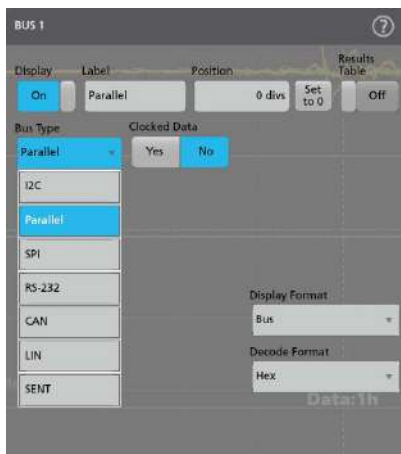 BUS 1
?
Display
Label
Position
Results
Table
On
Parallel
0 divs
Set
to 0
Off
Bus Type
Clocked Data
Parallel
Yes
No
I2C
Parallel
SPI
RS-232
CAN
LIN
SENT
Display Format
Bus
Decode Format
Hex
Data:1h